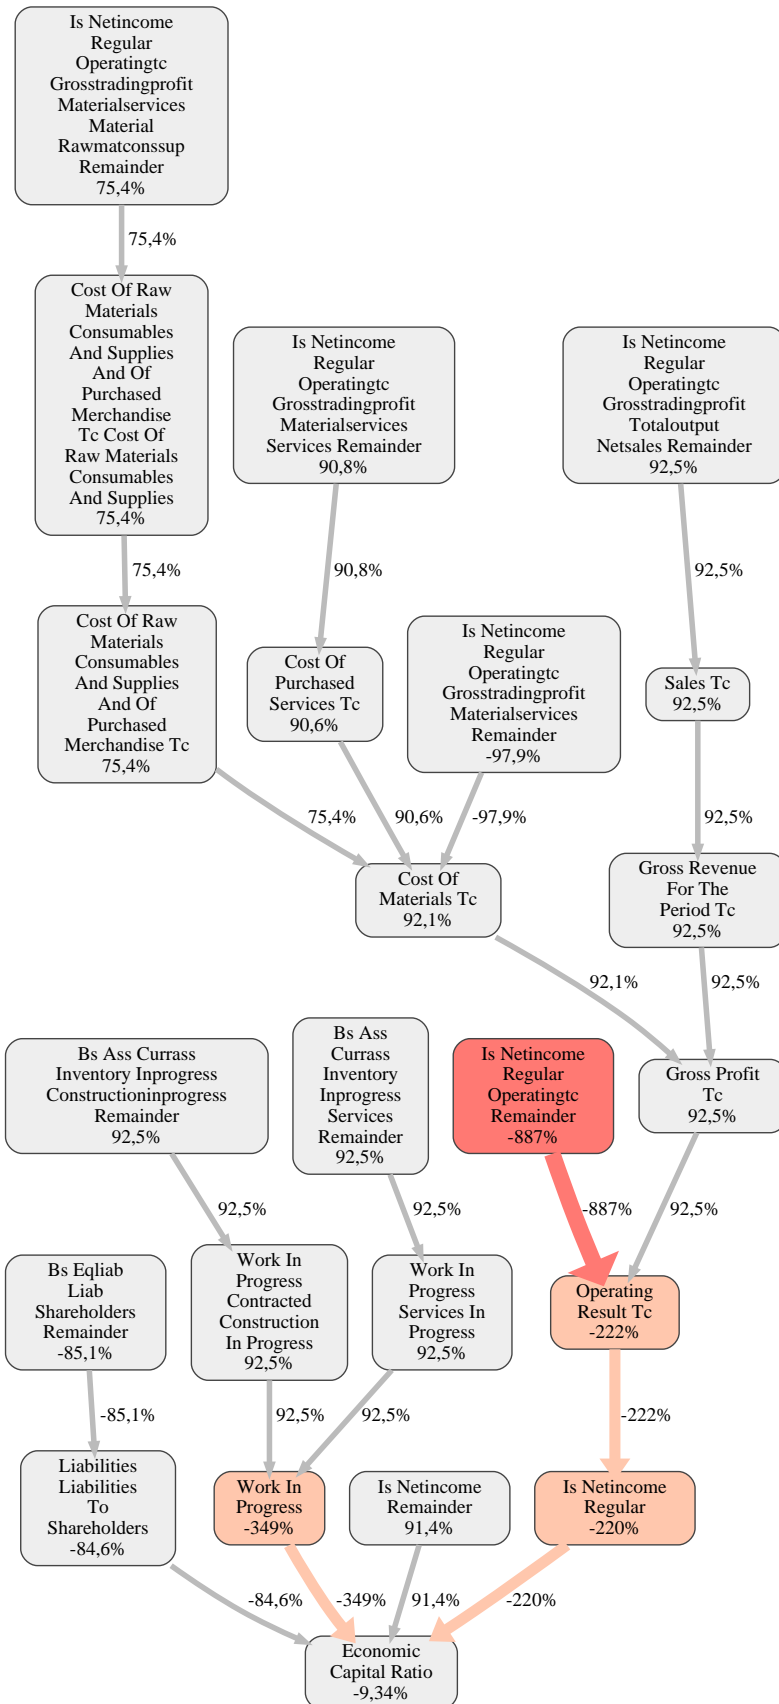 Is Netincome
Regular
Operatingtc
Grosstradingprofit
Materialservices
Material
Rawmatconssup
Remainder
75,4%
75,4%
Cost Of Raw
Materials
Consumables
And Supplies
And Of
Purchased
Merchandise
Tc Cost Of
Raw Materials
Consumables
And Supplies
75,4%
Is Netincome
Regular
Operatingtc
Grosstradingprofit
Materialservices
Services Remainder
90,8%
Is Netincome
Regular
Operatingtc
Grosstradingprofit
Totaloutput
Netsales Remainder
92,5%
75,4%
90,8%
92,5%
Cost Of Raw
Materials
Consumables
And Supplies
And Of
Purchased
Merchandise Tc
75,4%
Cost Of
Purchased
Services Tc
90,6%
Is Netincome
Regular
Operatingtc
Grosstradingprofit
Materialservices
Remainder
-97,9%
Sales Tc
92,5%
75,4%
90,6%
-97,9%
92,5%
Cost Of
Materials Tc
92,1%
Gross Revenue
For The
Period Tc
92,5%
92,1%
92,5%
Bs Ass Currass
Inventory Inprogress
Constructioninprogress
Remainder
92,5%
Bs Ass
Currass
Inventory
Inprogress
Services
Remainder
92,5%
Is Netincome
Regular
Operatingtc
Remainder
-887%
Gross Profit
Tc
92,5%
92,5%
92,5%
-887%
92,5%
Bs Eqliab
Liab
Shareholders
Remainder
-85,1%
Work In
Progress
Contracted
Construction
In Progress
92,5%
Work In
Progress
Services In
Progress
92,5%
Operating
Result Tc
-222%
-85,1%
92,5%
92,5%
-222%
Liabilities
Liabilities
To
Shareholders
-84,6%
Work In
Progress
-349%
Is Netincome
Remainder
91,4%
Is Netincome
Regular
-220%
-84,6%
-349%
91,4%
-220%
Economic
Capital Ratio
-9,34%